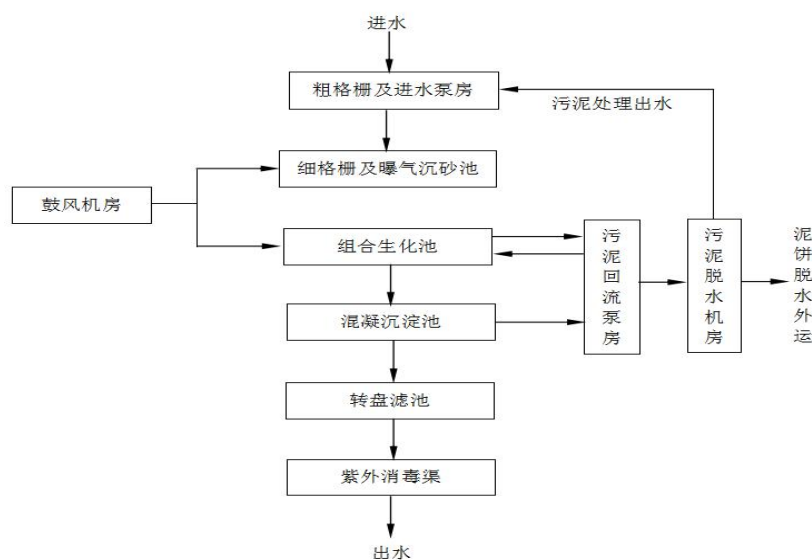 进水
粗格栅及进水泵房
污泥处理出水
细格栅及曝气沉砂池
鼓风机房
组合生化池
污泥回流泵房
污泥脱水机房
泥饼脱水外运
混凝沉淀池
转盘滤池
紫外消毒渠
出水